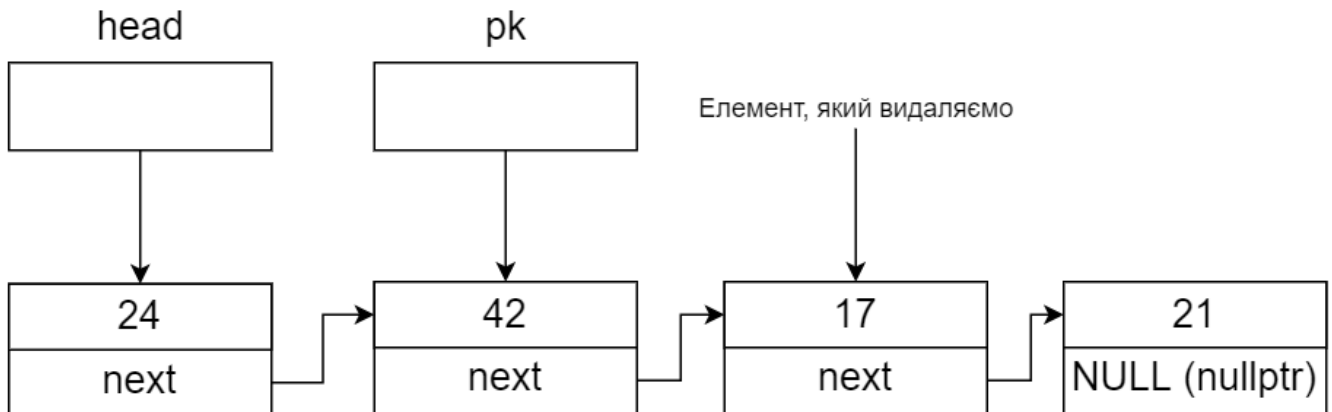 head
pk
Елемент, який видаляємо
24
42
17
21
next
next
next
NULL (nullptr)